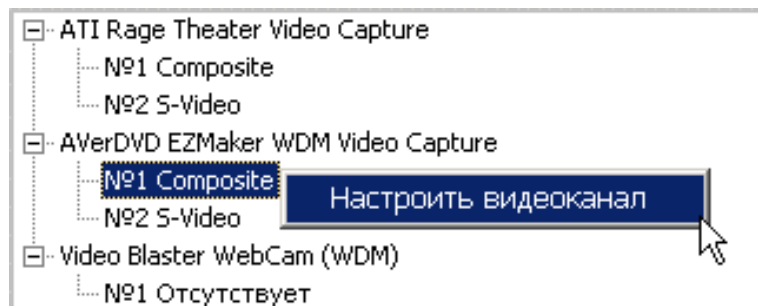 ATI Rage Theater Video Capture
№1 Composite
№2 S-Video
AVerDVD EZMaker WDM Video Capture
№1 Composite
Настроить видеоканал
№2 S-Video
Video Blaster WebCam (WDM)
№1 Отсутствует